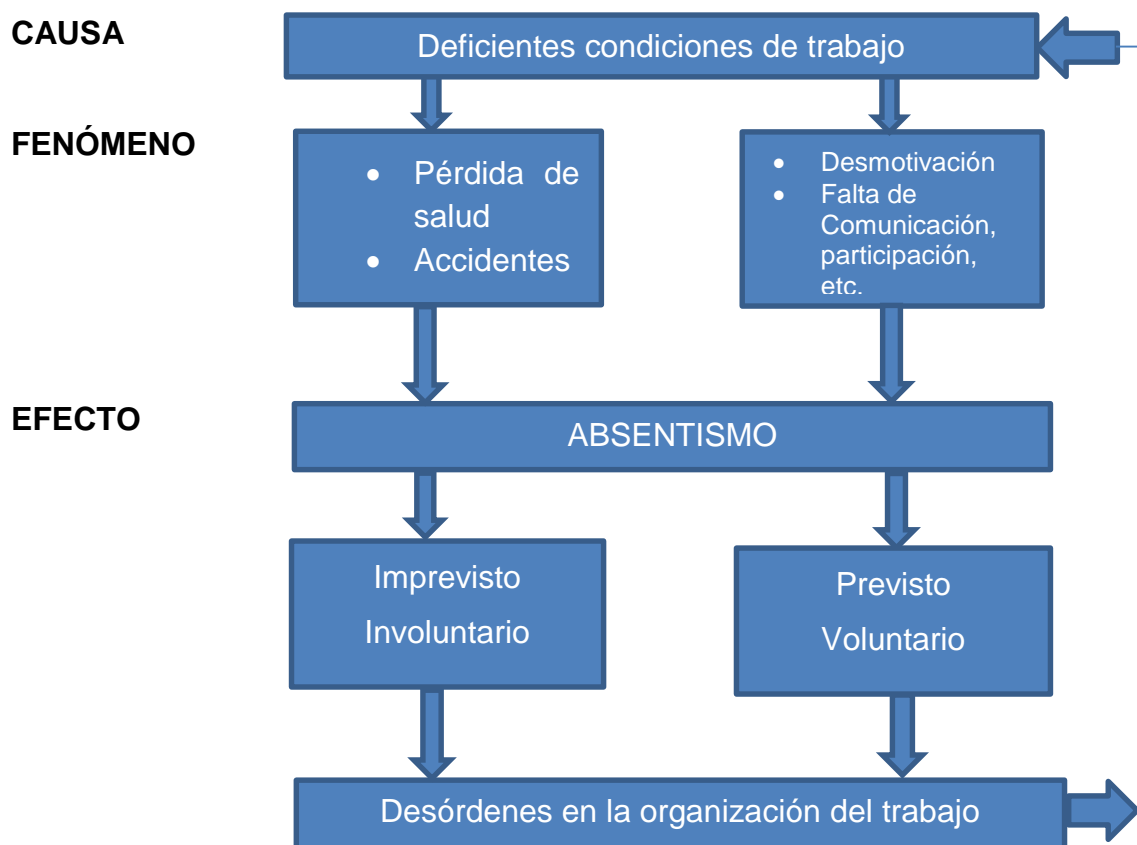 CAUSA
Deficientes condiciones de trabajo
FENÓMENO
• Pérdida de
salud
• Accidentes
• Desmotivación
• Falta de
Comunicación,
participación,
etc.
EFECTO
ABSENTISMO
Imprevisto
Involuntario
Previsto
Voluntario
Desórdenes en la organización del trabajo